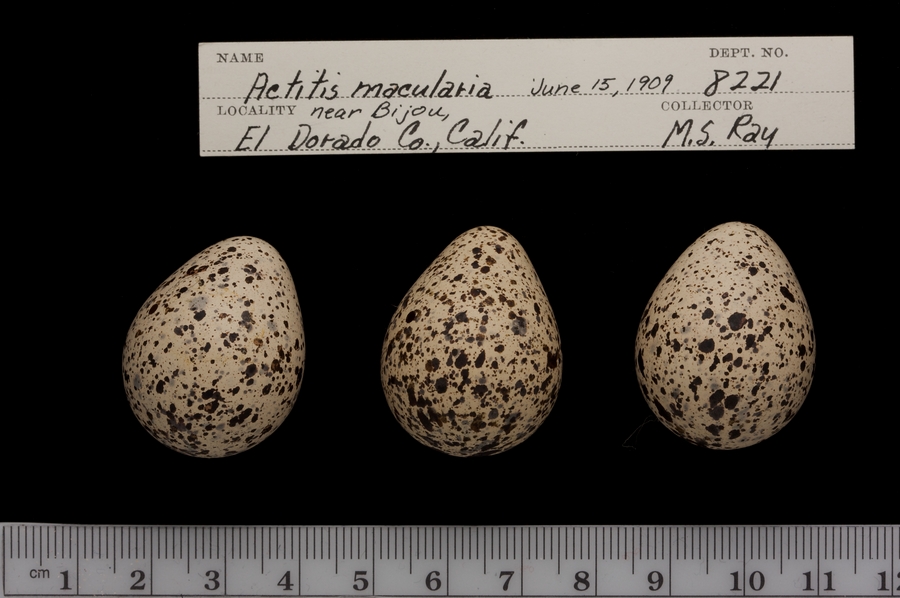 NAME DEPT. NO.
Actitis macularia June 15, 1909 8221
LOCALITY near Bijou, COLLECTOR
El Dorado Co., Calif. M.S. Ray
cm 1 2 3 4 5 6 7 8 9 10 11 12